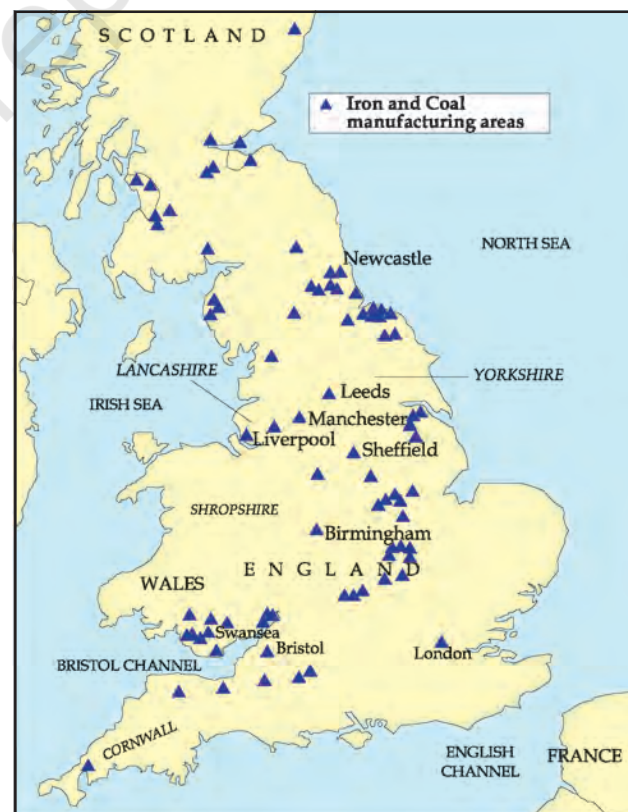 SCOTLAND
Iron and Coal
manufacturing areas
NORTH SEA
Newcastle
LANCASHIRE
YORKSHIRE
IRISH SEA
Leeds
Manchester
Liverpool
Sheffield
SHROPSHIRE
Birmingham
ENGLAND
WALES
Swansea
Bristol
London
BRISTOL CHANNEL
CORNWALL
ENGLISH
CHANNEL
FRANCE